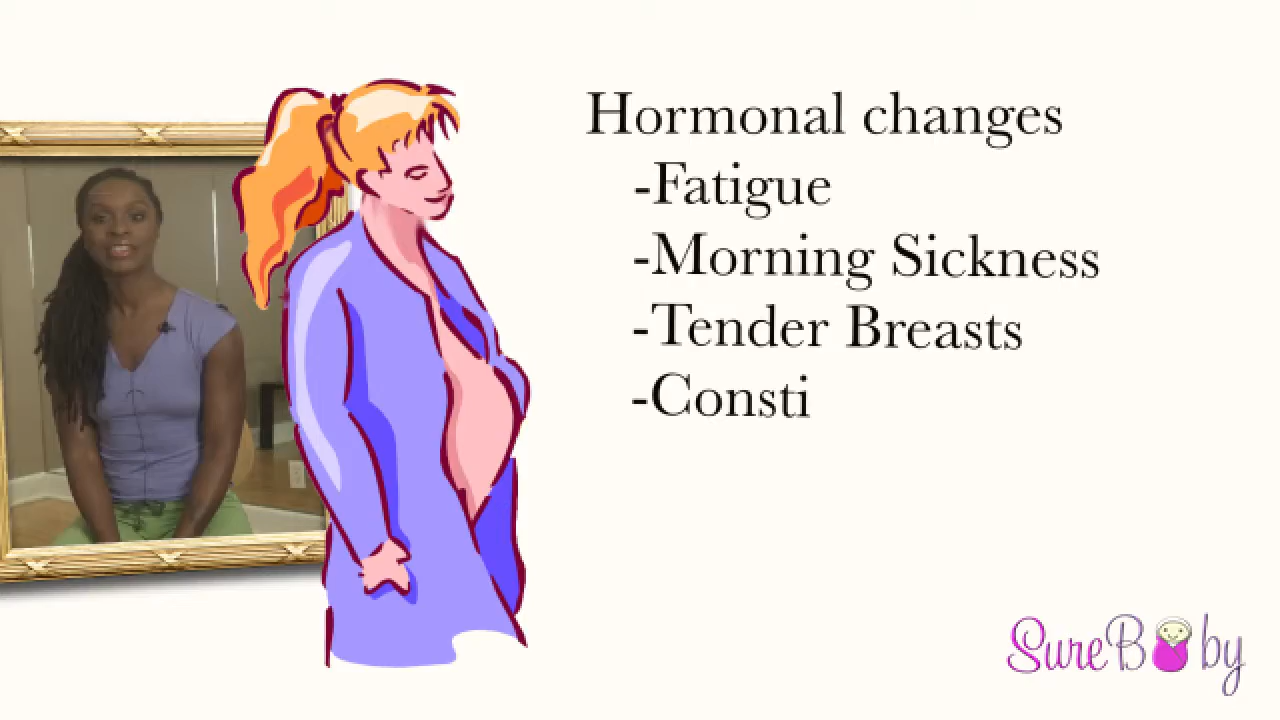 Hormonal changes
-Fatigue
-Morning Sickness
-Tender Breasts
-Consti
SureBaby